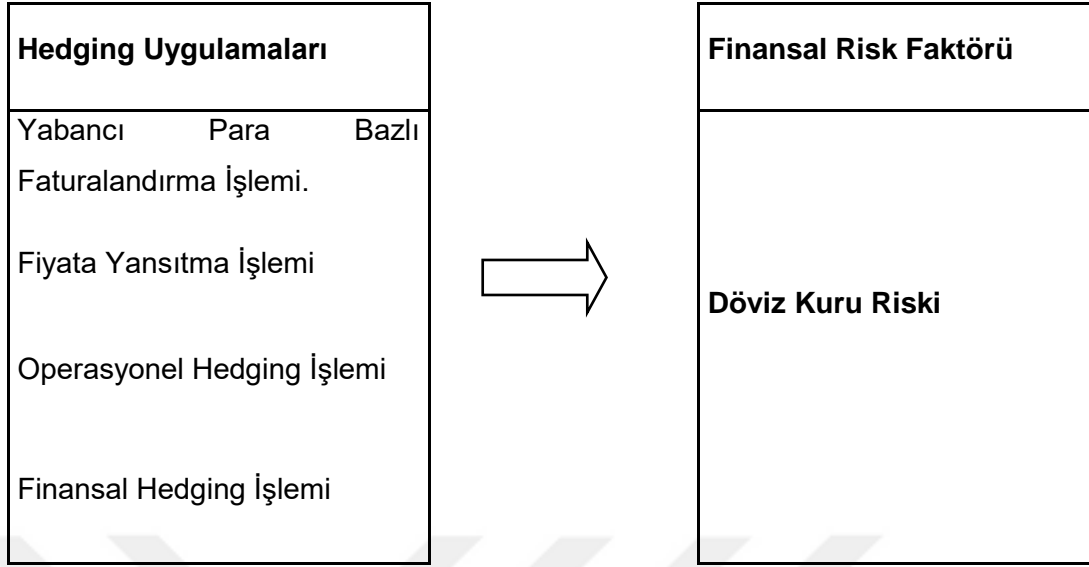 Hedging Uygulamaları
Yabancı Para Bazlı
Faturalandırma İşlemi.
Fiyata Yansıtma İşlemi
Operasyonel Hedging İşlemi
Finansal Hedging İşlemi
Finansal Risk Faktörü
Döviz Kuru Riski